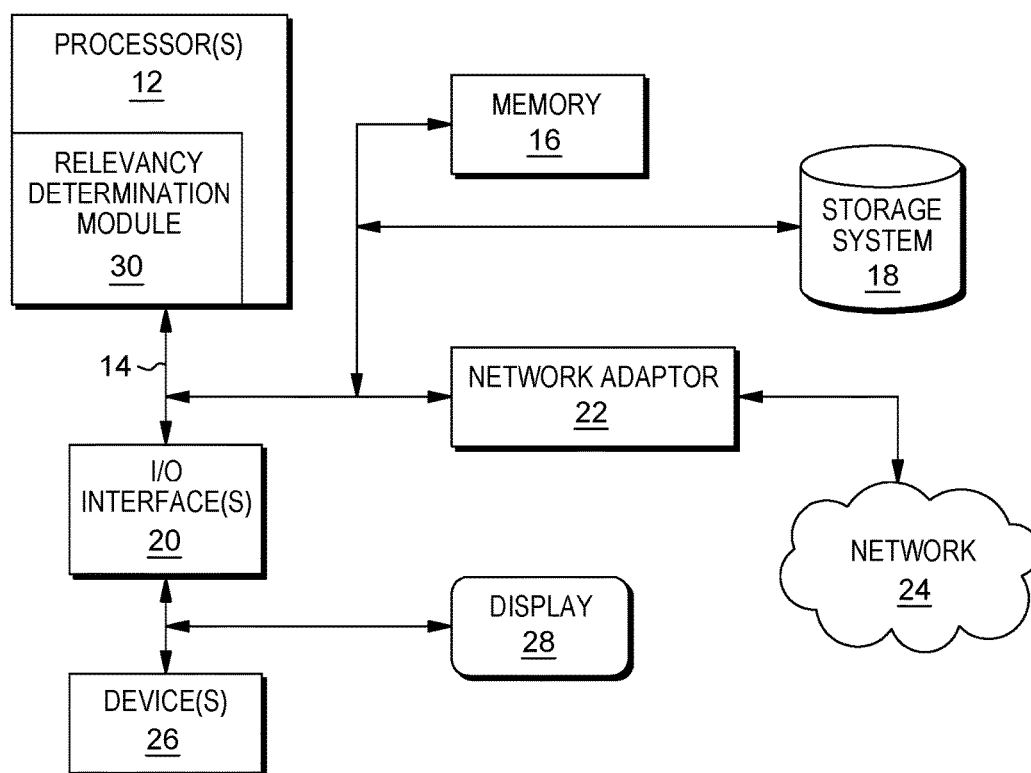 PROCESSOR(S)
12
RELEVANCY
DETERMINATION
MODULE
30
MEMORY
16
STORAGE
SYSTEM
18
14
NETWORK ADAPTOR
22
I/O
INTERFACE(S)
20
NETWORK
24
DISPLAY
28
DEVICE(S)
26